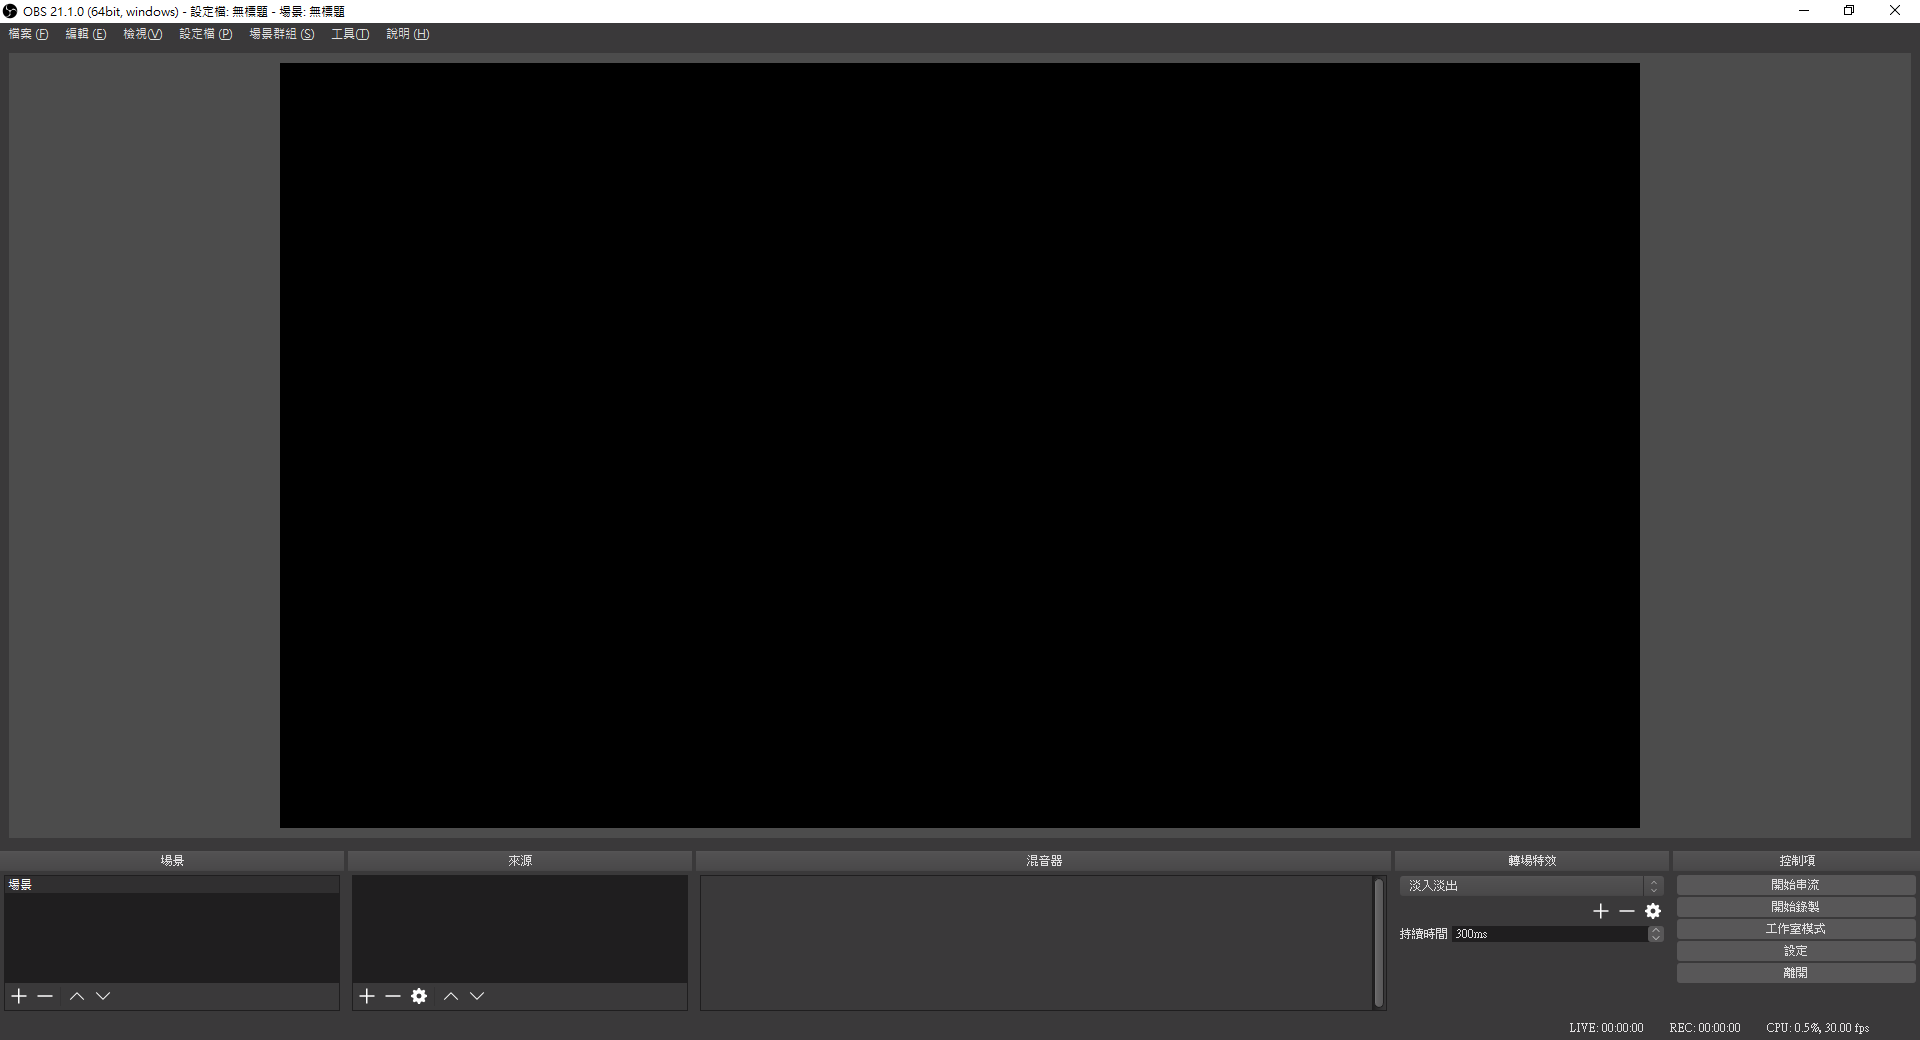 OBS 21.1.0 (64bit, windows) - 設定檔: 無標題 - 場景: 無標題
檔案 (F) 編輯 (E) 檢視(V) 設定檔 (P) 場景群組 (S) 工具(T) 說明 (H)
場景 來源 混音器 轉場特效 控制項
場景
淡入淡出
持續時間 300ms
開始串流
開始錄製
工作室模式
設定
離開
LIVE: 00:00:00 REC: 00:00:00 CPU: 0.5%, 30.00 fps